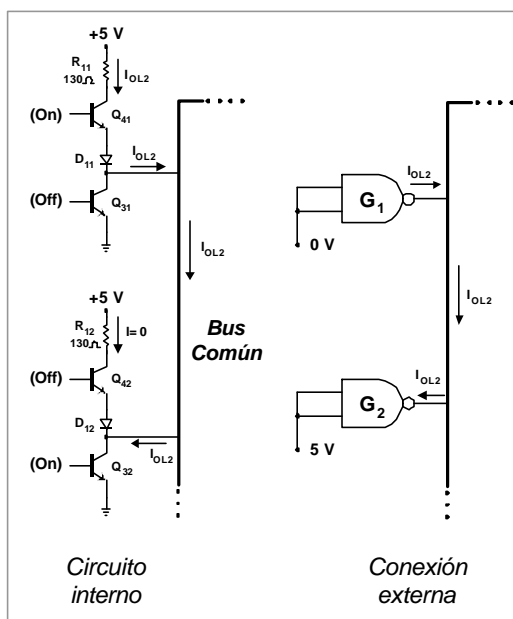 +5 V
R11
130Ω
IOL2
(On)
Q41
D11
IOL2
(Off)
Q31
IOL2
+5 V
R12
130Ω
I=0
(Off)
Q42
D12
IOL2
(On)
Q32
Bus
Común
G1
IOL2
0 V
IOL2
G2
IOL2
5 V
Circuito
interno
Conexión
externa